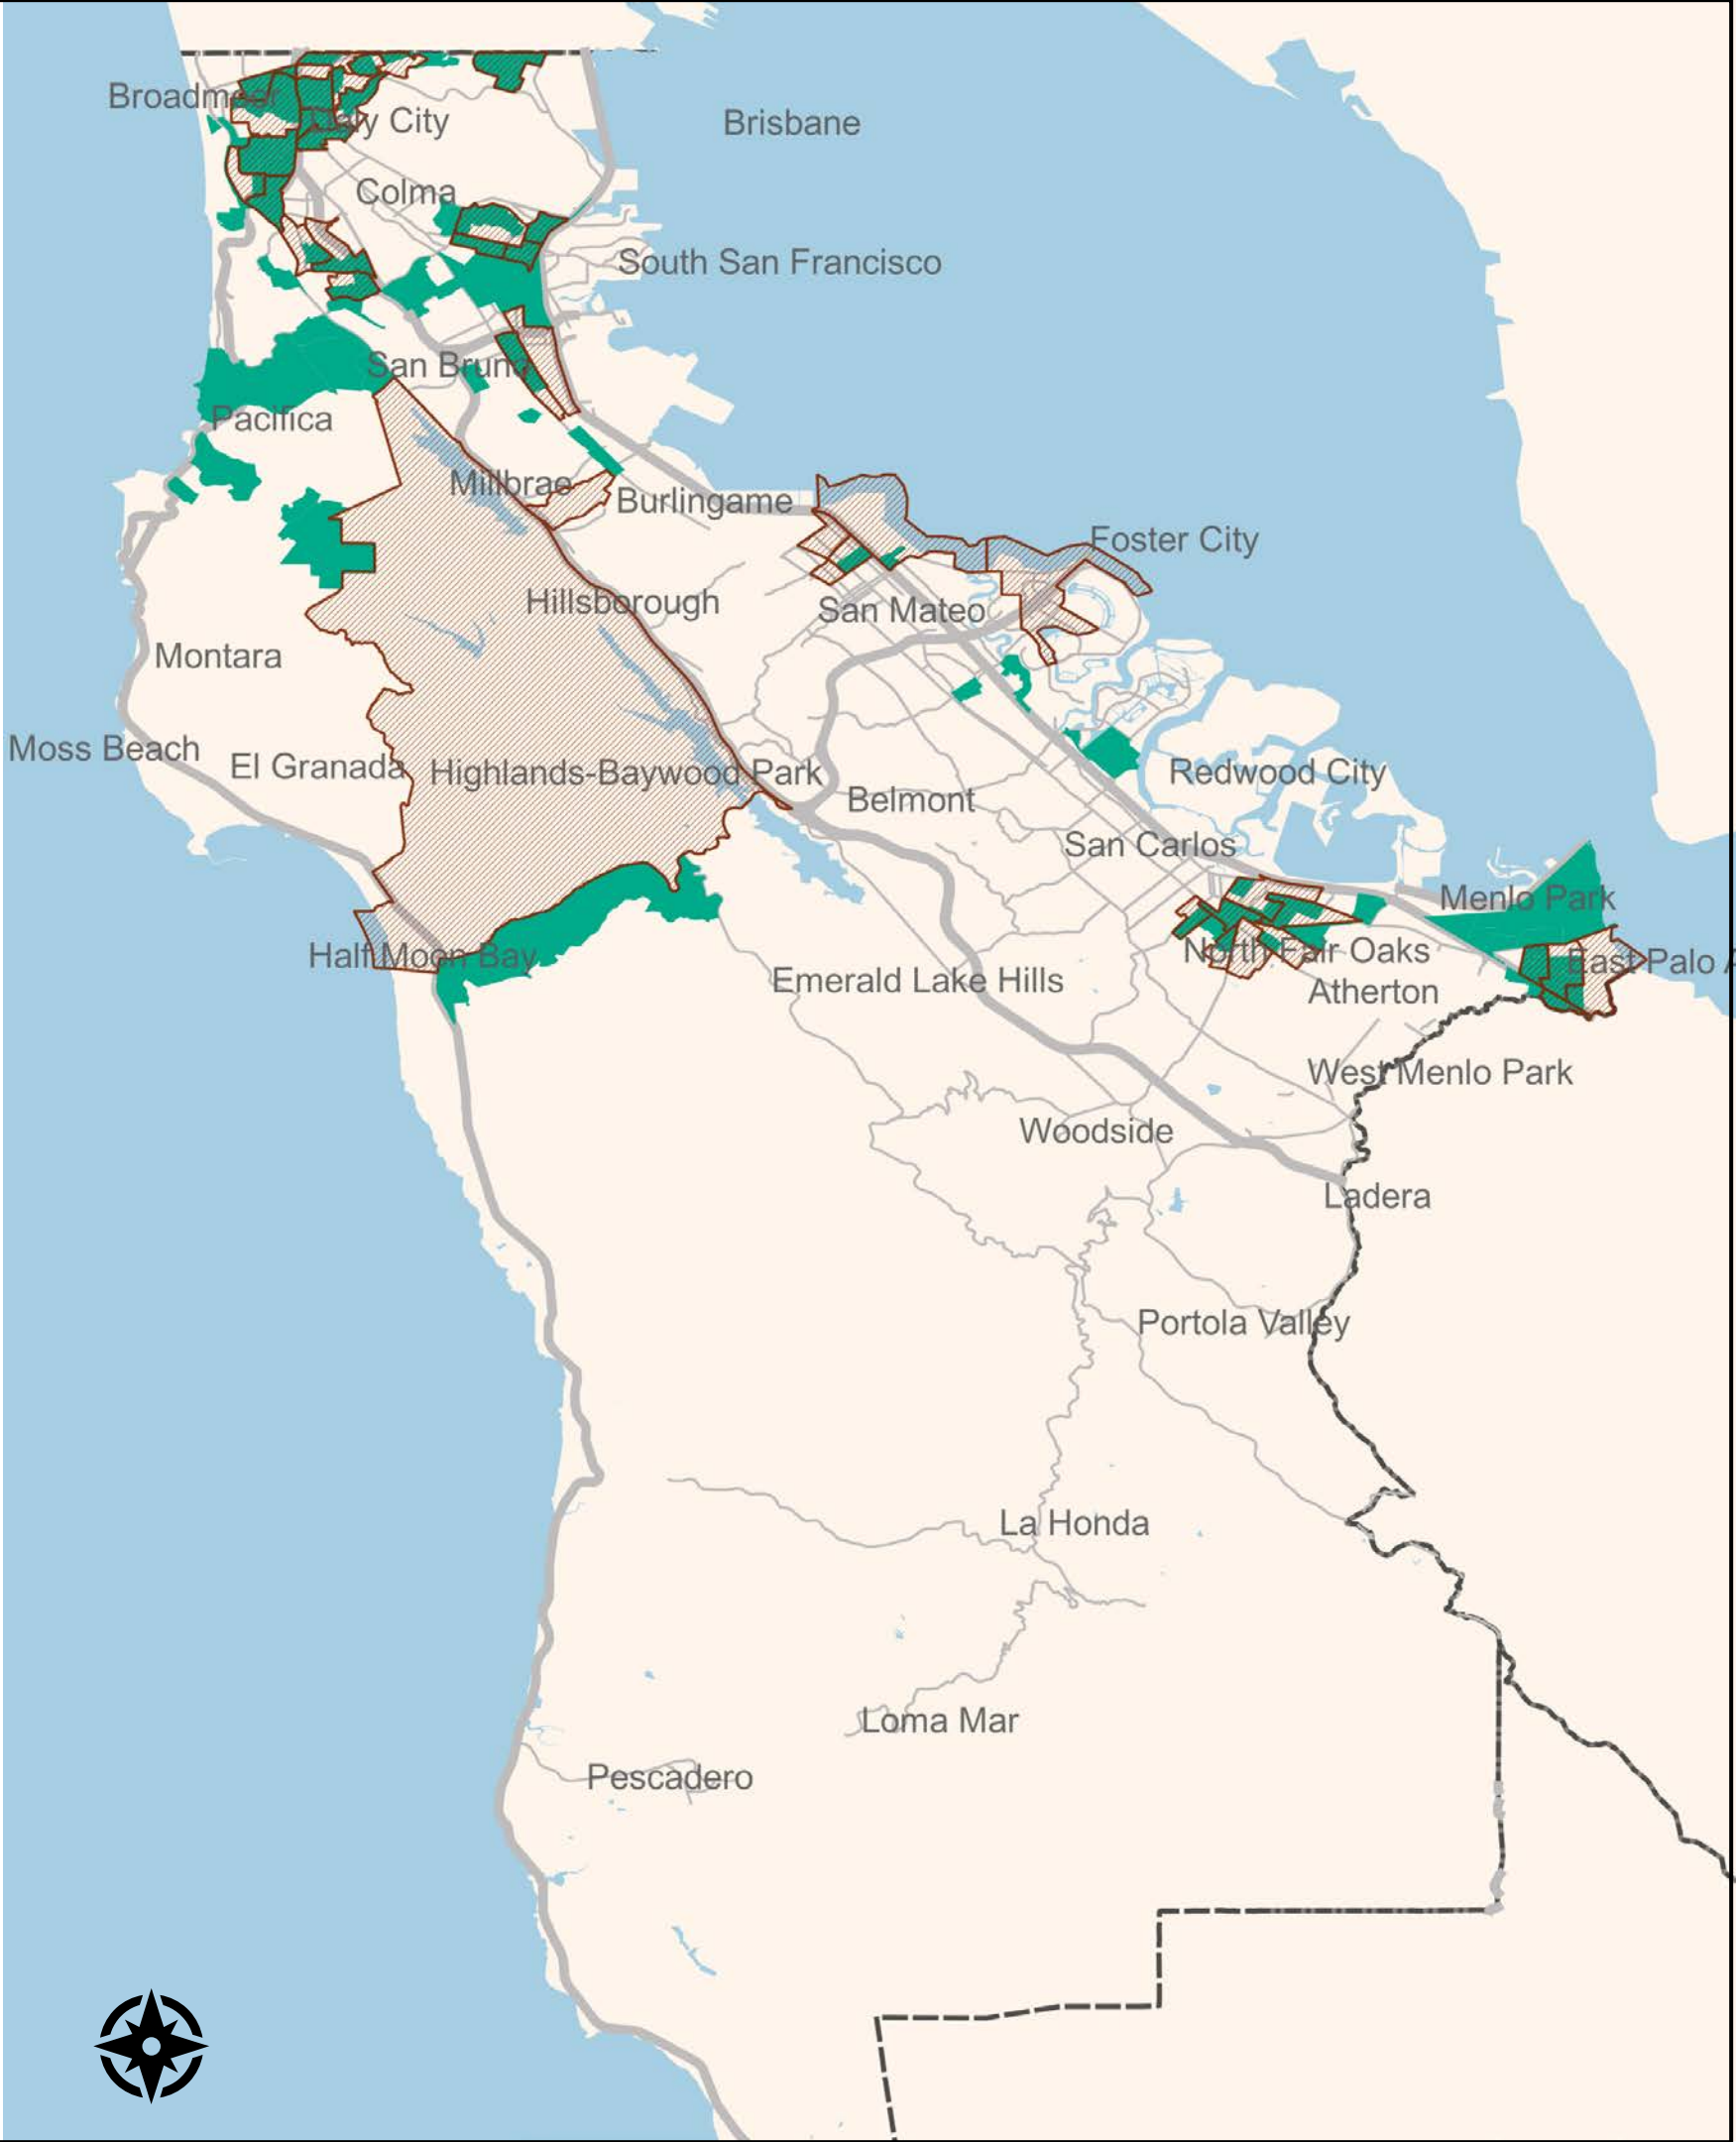 Broadmoor
Brisbane
Daly City
Colma
South San Francisco
San Bruno
Pacifica
Millbrae
Burlingame
Foster City
Hillsborough
San Mateo
Montara
Moss Beach
El Granada
Highlands-Baywood Park
Redwood City
Belmont
San Carlos
Menlo Park
Half Moon Bay
North Fair Oaks
East Palo A
Emerald Lake Hills
Atherton
West Menlo Park
Woodside
Ladera
Portola Valley
La Honda
Loma Mar
Pescadero